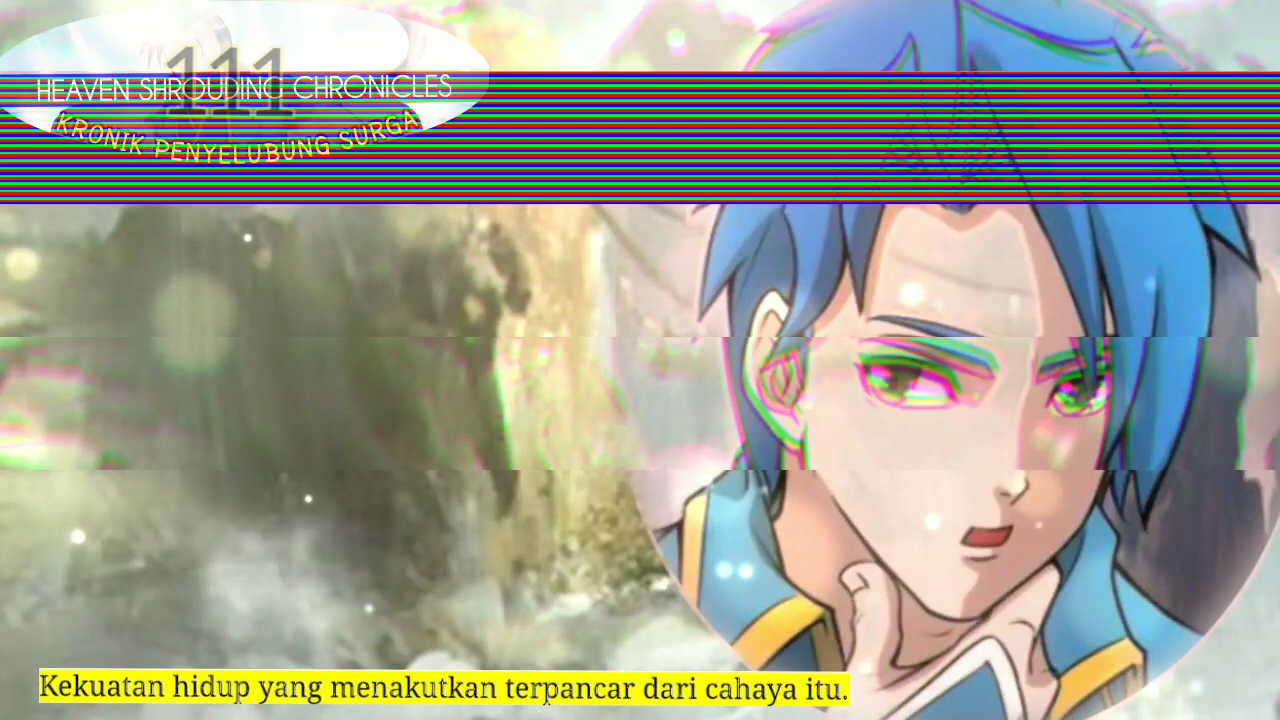 111
HEAVEN SHROUDING CHRONICLES
KRONIK PENYELUBUNG SURGA
Kekuatan hidup yang menakutkan terpancar dari cahaya itu.